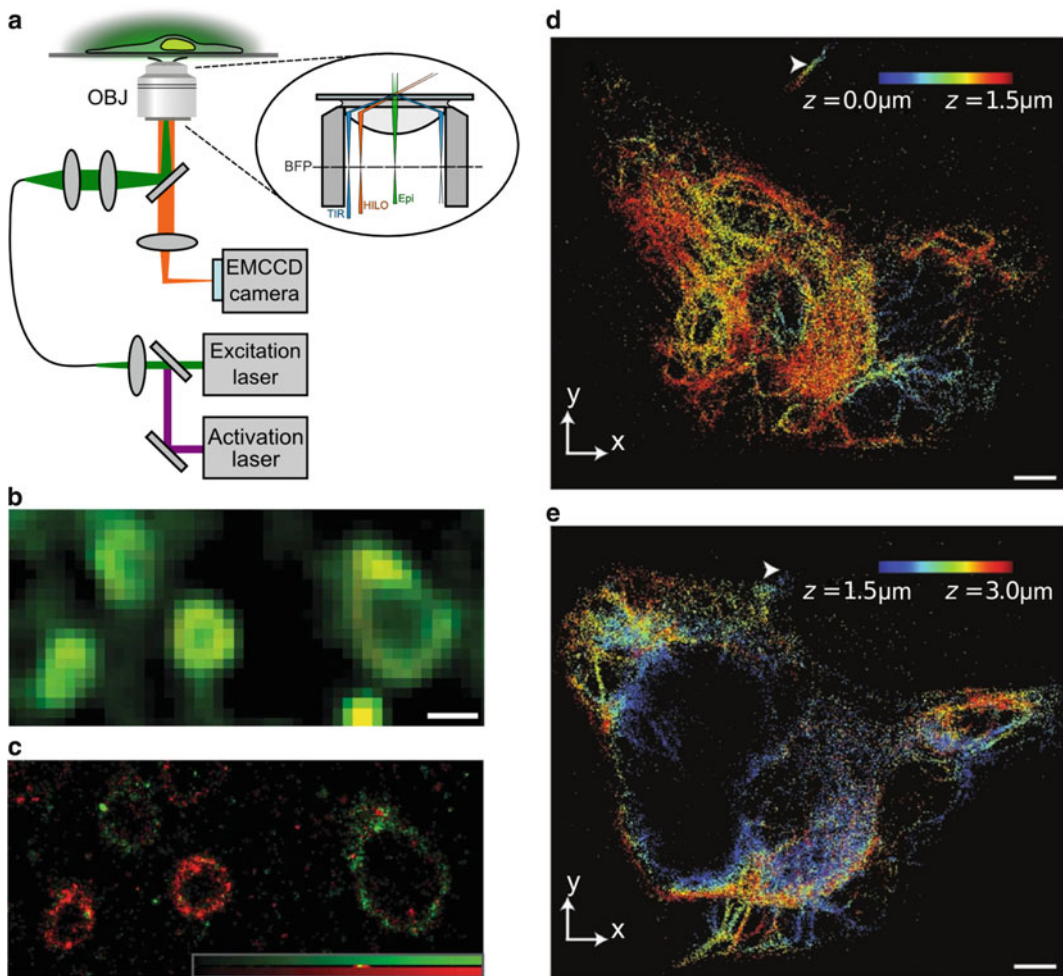 a
OBJ
BFP
TIR
HILO
Epi
EMCCD
camera
Excitation
laser
Activation
laser
b
c
d
z = 0.0µm
z = 1.5µm
y
x
e
z = 1.5µm
z = 3.0µm
y
x